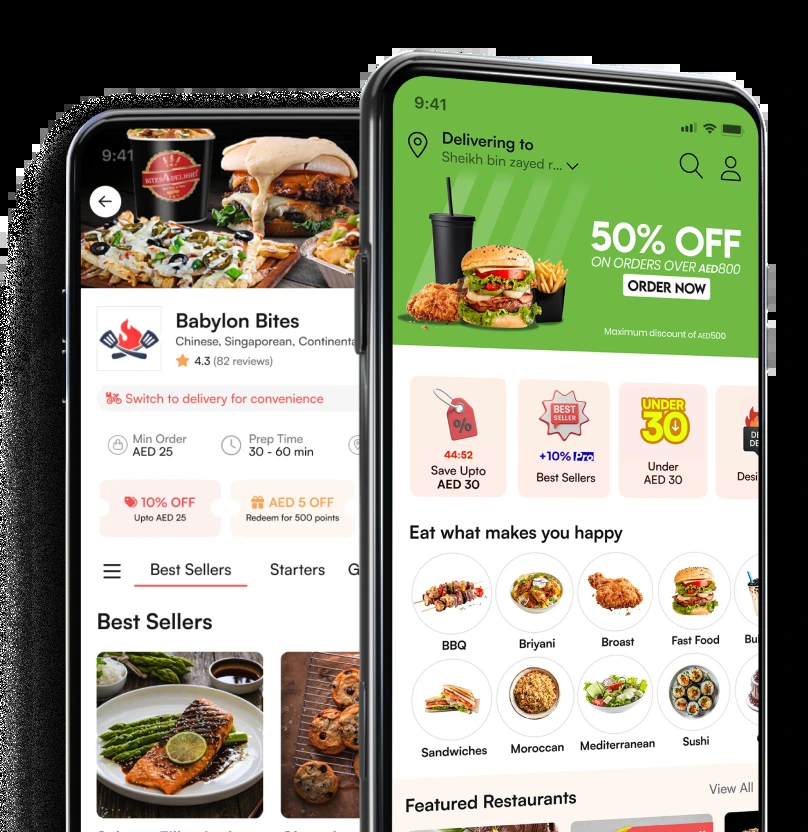 9:41
BITES 4 DELIGHT
Babylon Bites
Chinese, Singaporean, Continenta
4.3 (82 reviews)
Switch to delivery for convenience
Min Order
AED 25
Prep Time
30 - 60 min
10% OFF
Upto AED 25
AED 5 OFF
Redeem for 500 points
Best Sellers
Starters
G
Best Sellers
9:41
Delivering to
Sheikh bin zayed r...
50% OFF
ON ORDERS OVER AED800
ORDER NOW
Maximum discount of AED500
%
44:52
Save Upto
AED 30
BEST
SELLER
+10% Pro
Best Sellers
UNDER
30
Under
AED 30
DE
DE
Desi
Eat what makes you happy
BBQ
Briyani
Broast
Fast Food
Bu
Sandwiches
Moroccan
Mediterranean
Sushi
Featured Restaurants
View All